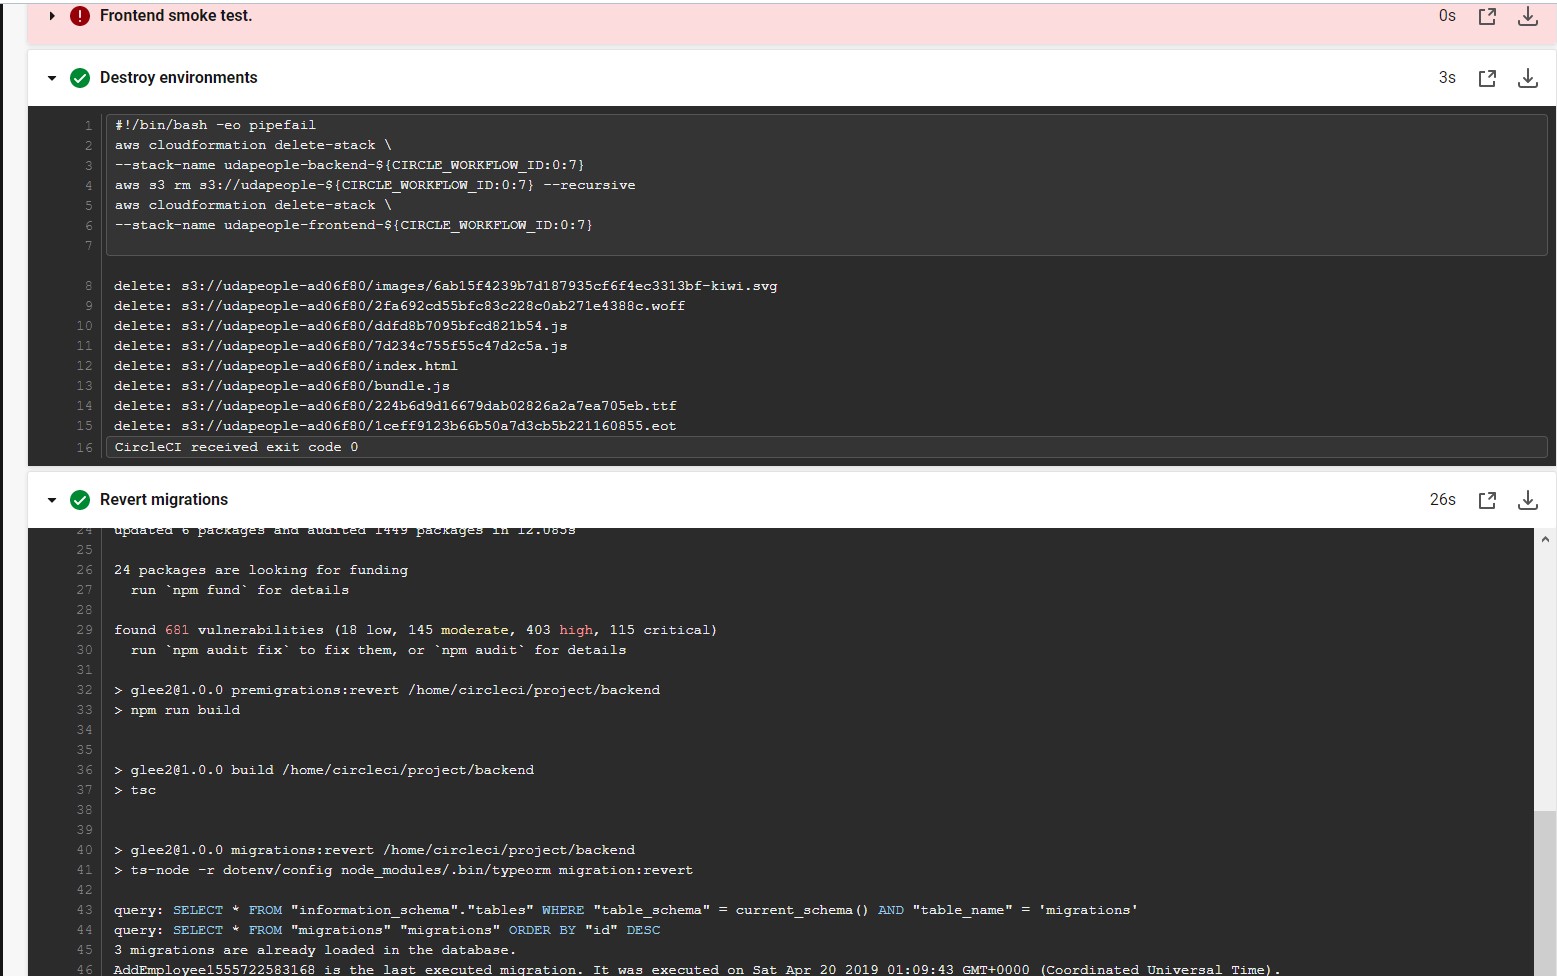 Frontend smoke test.
0s
Destroy environments
3s
1 #!/bin/bash -eo pipefail
2 aws cloudformation delete-stack \
3 --stack-name udapeople-backend-${CIRCLE_WORKFLOW_ID:0:7}
4 aws s3 rm s3://udapeople-${CIRCLE_WORKFLOW_ID:0:7} --recursive
5 aws cloudformation delete-stack \
6 --stack-name udapeople-frontend-${CIRCLE_WORKFLOW_ID:0:7}
7
8 delete: s3://udapeople-ad06f80/images/6ab15f4239b7d187935cf6f4ec3313bf-kiwi.svg
9 delete: s3://udapeople-ad06f80/2fa692cd55bfc83c228c0ab271e4388c.woff
10 delete: s3://udapeople-ad06f80/ddfd8b7095bfcd821b54.js
11 delete: s3://udapeople-ad06f80/7d234c755f55c47d2c5a.js
12 delete: s3://udapeople-ad06f80/index.html
13 delete: s3://udapeople-ad06f80/bundle.js
14 delete: s3://udapeople-ad06f80/224b6d9d16679dab02826a2a7ea705eb.ttf
15 delete: s3://udapeople-ad06f80/1ceff9123b66b50a7d3cb5b221160855.eot
16 CircleCI received exit code 0
Revert migrations
26s
24 updated 6 packages and audited 1449 packages in 12.085s
25
26 24 packages are looking for funding
27 run `npm fund` for details
28
29 found 681 vulnerabilities (18 low, 145 moderate, 403 high, 115 critical)
30 run `npm audit fix` to fix them, or `npm audit` for details
31
32 > glee2@1.0.0 premigrations:revert /home/circleci/project/backend
33 > npm run build
34
35
36 > glee2@1.0.0 build /home/circleci/project/backend
37 > tsc
38
39
40 > glee2@1.0.0 migrations:revert /home/circleci/project/backend
41 > ts-node -r dotenv/config node_modules/.bin/typeorm migration:revert
42
43 query: SELECT * FROM "information_schema"."tables" WHERE "table_schema" = current_schema() AND "table_name" = 'migrations'
44 query: SELECT * FROM "migrations" "migrations" ORDER BY "id" DESC
45 3 migrations are already loaded in the database.
46 AddEmployee1555722583168 is the last executed migration. It was executed on Sat Apr 20 2019 01:09:43 GMT+0000 (Coordinated Universal Time).